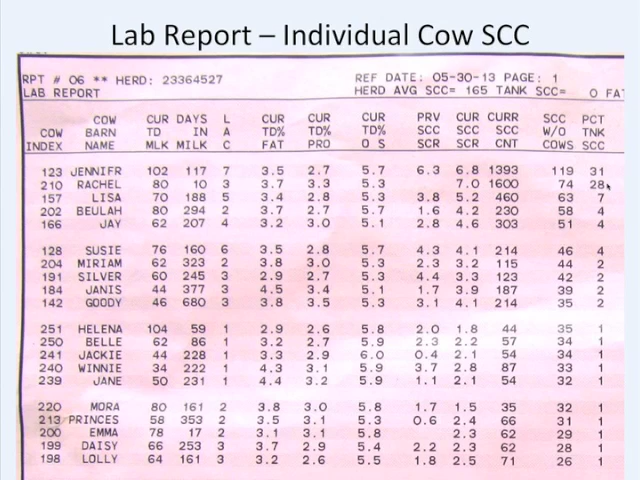 Lab Report – Individual Cow SCC
RPT # 06 ** HERD: 23364527 REF DATE: 05-30-13 PAGE: 1
LAB REPORT HERD AVG SCC= 165 TANK SCC= 0 FAT
COW CUR DAYS L CUR CUR CUR PRV CUR CURR SCC PCT
COW BARN TD IN A TD% TD% TD% SCC SCC SCC W/O TNK
INDEX NAME MLK MILK C FAT PRO O S SCR SCR CNT COWS SCC
123 JENNIFR 102 117 7 3.5 2.7 5.7 6.3 6.8 1393 119 31
210 RACHEL 80 10 3 3.7 3.3 5.3 7.0 1600 74 28
157 LISA 70 188 5 3.4 2.8 5.3 3.8 5.2 460 63 7
202 BEULAH 80 294 2 3.7 2.7 5.7 1.6 4.2 230 58 4
166 JAY 62 207 4 3.2 3.0 5.1 2.8 4.6 303 51 4
128 SUSIE 76 160 6 3.5 2.8 5.7 4.3 4.1 214 46 4
204 MIRIAM 62 323 2 3.8 3.0 5.3 2.3 3.2 115 44 2
191 SILVER 60 245 3 2.9 2.7 5.3 4.4 3.3 123 42 2
184 JANIS 44 377 3 4.5 3.4 5.1 1.7 3.9 187 39 2
142 GOODY 46 680 3 3.8 3.5 5.3 3.1 4.1 214 35 2
251 HELENA 104 59 1 2.9 2.6 5.8 2.0 1.8 44 35 1
250 BELLE 62 86 1 3.2 2.7 5.9 2.3 2.2 57 34 1
241 JACKIE 44 228 1 3.3 2.9 6.0 0.4 2.1 54 34 1
240 WINNIE 34 222 1 4.3 3.1 5.9 3.7 2.8 87 33 1
239 JANE 50 231 1 4.4 3.2 5.9 1.1 2.1 54 32 1
220 MORA 80 161 2 3.8 3.0 5.8 1.7 1.5 35 32 1
213 PRINCES 58 353 2 3.5 3.1 5.3 0.6 2.4 66 31 1
200 EMMA 78 17 2 3.1 3.1 5.8 2.3 62 29 1
199 DAISY 66 253 3 3.7 2.9 5.4 2.2 2.3 62 28 1
198 LOLLY 64 161 3 3.2 2.6 5.5 1.8 2.5 71 26 1